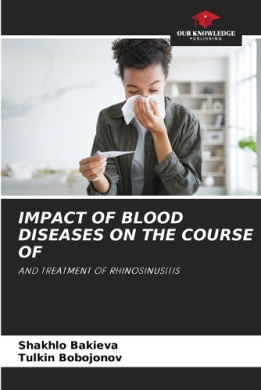 OUR KNOWLEDGE
PUBLISHING
IMPACT OF BLOOD
DISEASES ON THE COURSE
OF
AND TREATMENT OF RHINOSINUSITIS
Shakhlo Bakieva
Tulkin Bobojonov